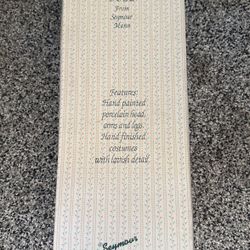 From
Seymour
Mann
Features:
Hand painted
porcelain head,
arms and legs.
Hand finished
costumes
with lavish detail.
Seymour